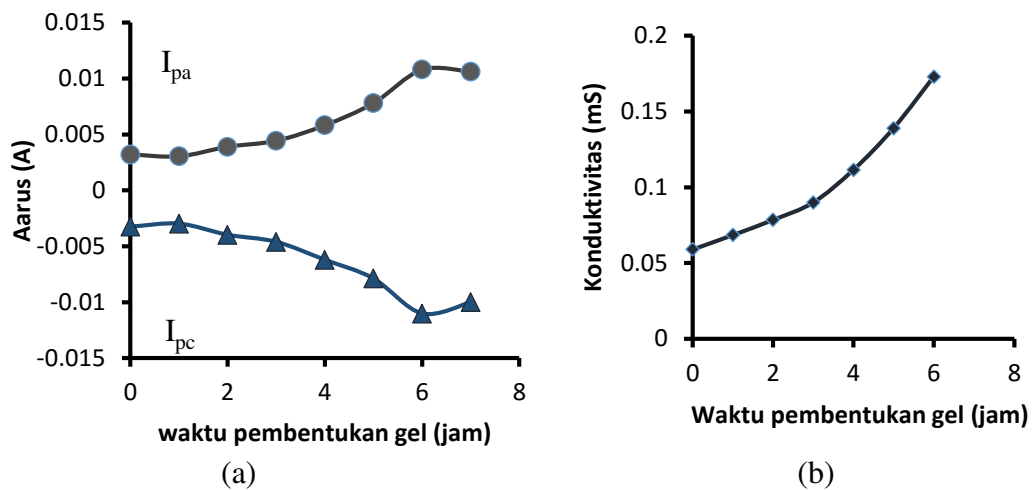 0.015
0.01
0.005
0
-0.005
-0.01
-0.015
Aarus (A)
I_pa
I_pc
0 2 4 6 8
waktu pembentukan gel (jam)
(a)
0.2
0.15
0.1
0.05
0
Konduktivitas (mS)
0 2 4 6 8
Waktu pembentukan gel (jam)
(b)